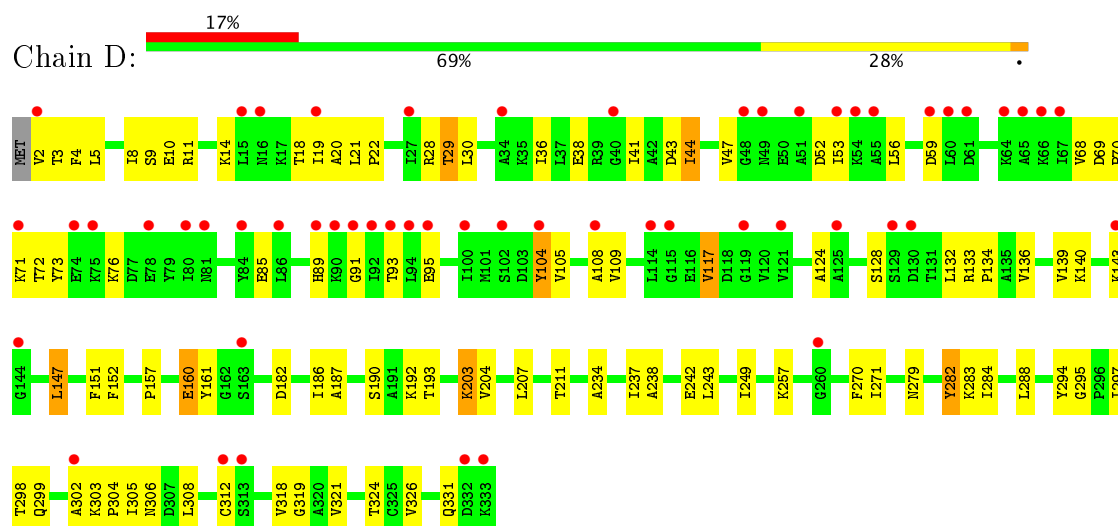 17%
Chain D:
69% 28% •
MET V2 T3 F4 L5 I8 S9 E10 R11 K14 L15 N16 K17 T18 I19 A20 L21 P22 I27 R28 T29 L30 A34 K35 I36 L37 E38 R39 G40 I41 A42 D43 I44 V47 G48 N49 E50 A51 D52 I53 K54 A55 L56 D59 L60 D61 K64 A65 K66 I67 V68 D69 P70
K71 T72 Y73 E74 K75 K76 D77 E78 Y79 I80 N81 Y84 E85 L86 H89 K90 G91 I92 T93 L94 E95 I100 M101 S102 D103 Y104 V105 A108 V109 L114 G115 E116 V117 D118 G119 V120 V121 A124 A125 S128 S129 D130 T131 L132 R133 P134 A135 V136 V139 K140 K143
G144 L147 F151 F152 P157 E160 Y161 G162 S163 D182 I186 A187 S190 A191 K192 T193 K203 V204 L207 T211 A234 I237 A238 E242 L243 I249 K257 G260 F270 I271 N279 Y282 K283 I284 L288 Y294 G295 P296 I297
T298 Q299 A302 K303 P304 I305 N306 D307 L308 C312 S313 V318 G319 A320 V321 T324 C325 V326 Q331 D332 K333